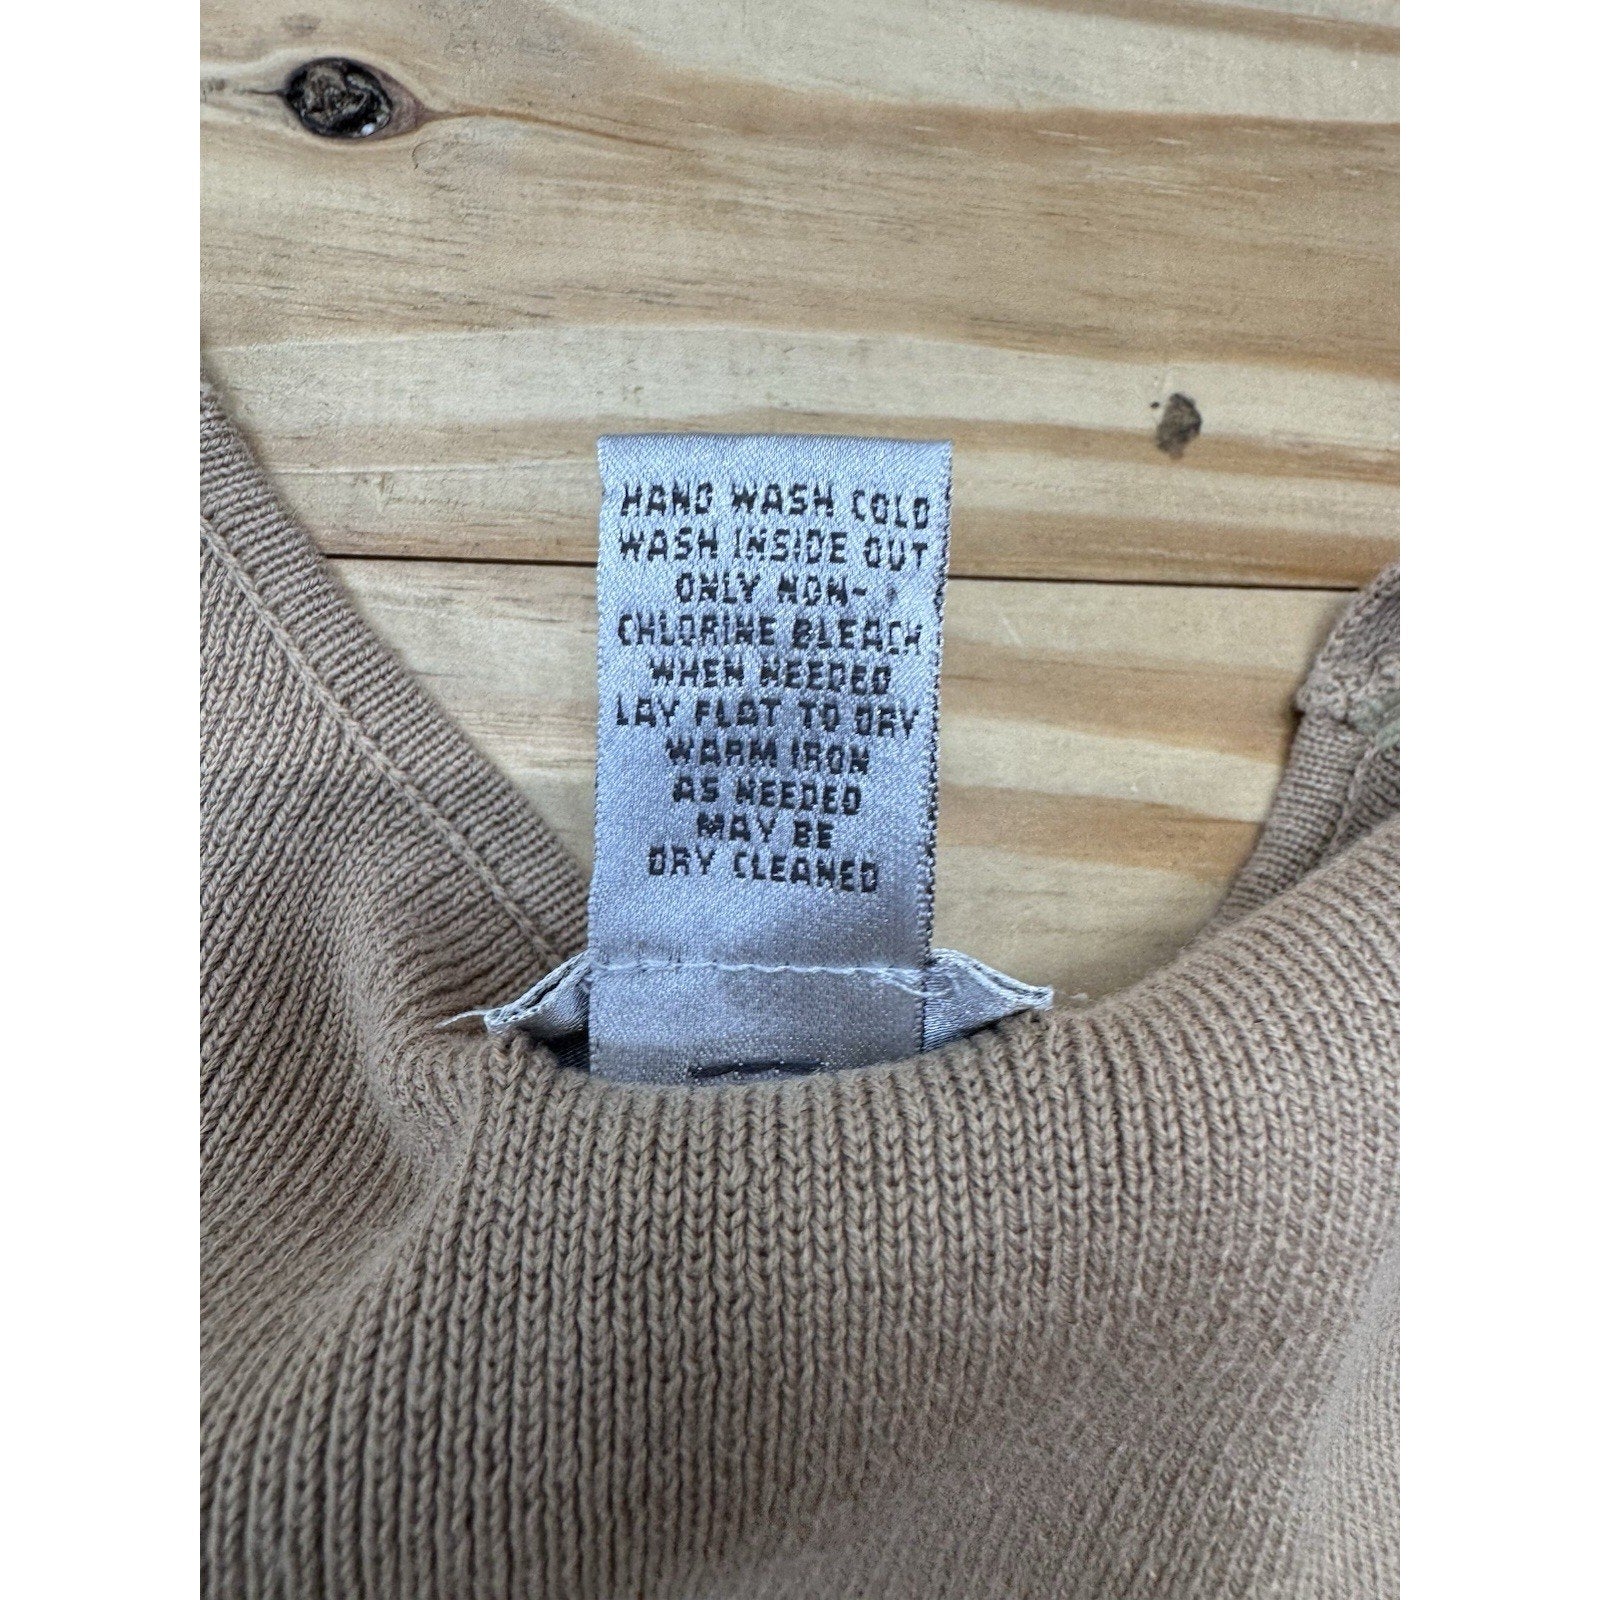 HAND WASH COLD
WASH INSIDE OUT
ONLY NON-
CHLORINE BLEACH
WHEN NEEDED
LAY FLAT TO DRY
WARM IRON
AS NEEDED
MAY BE
DRY CLEANED